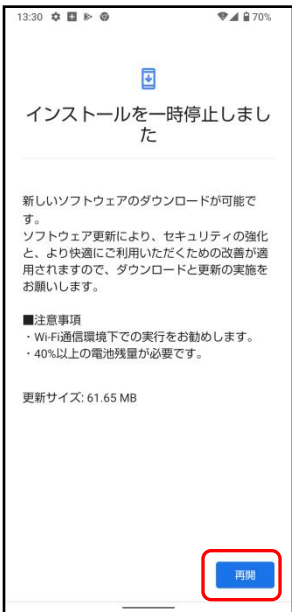 13:30 70%
インストールを一時停止しまし
た
新しいソフトウェアのダウンロードが可能で
す。
ソフトウェア更新により、セキュリティの強化
と、より快適にご利用いただくための改善が適
用されますので、ダウンロードと更新の実施を
お願いします。
■注意事項
・Wi-Fi通信環境下での実行をお勧めします。
・40%以上の電池残量が必要です。
更新サイズ: 61.65 MB
再開